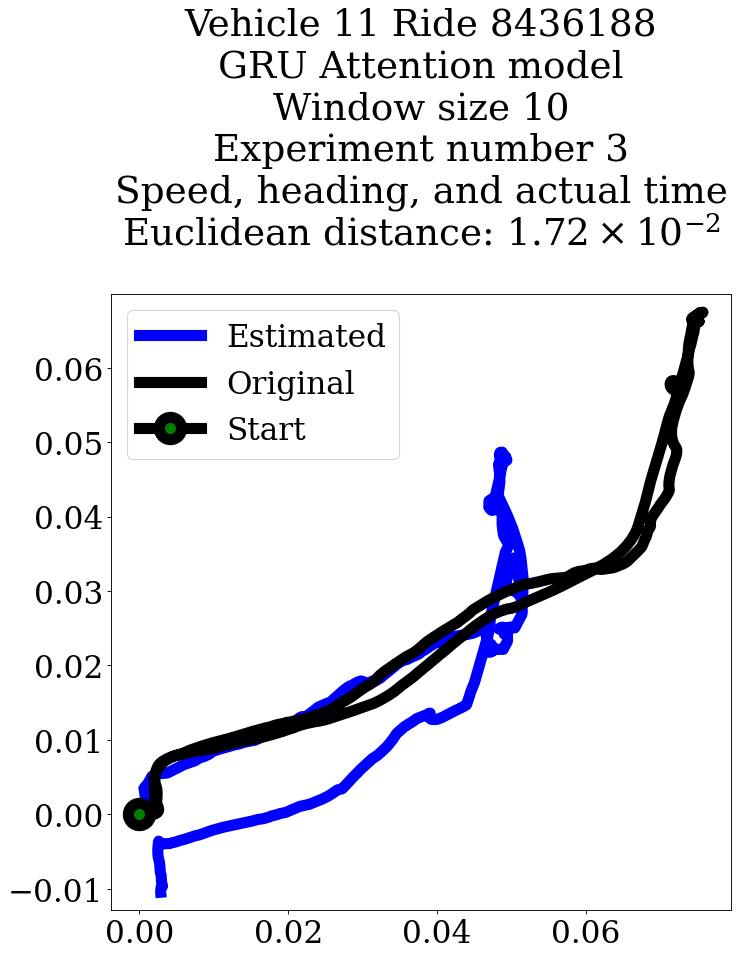 Vehicle 11 Ride 8436188
GRU Attention model
Window size 10
Experiment number 3
Speed, heading, and actual time
Euclidean distance: 1.72 × 10⁻²
Estimated
Original
Start
0.06
0.05
0.04
0.03
0.02
0.01
0.00
−0.01
0.00 0.02 0.04 0.06